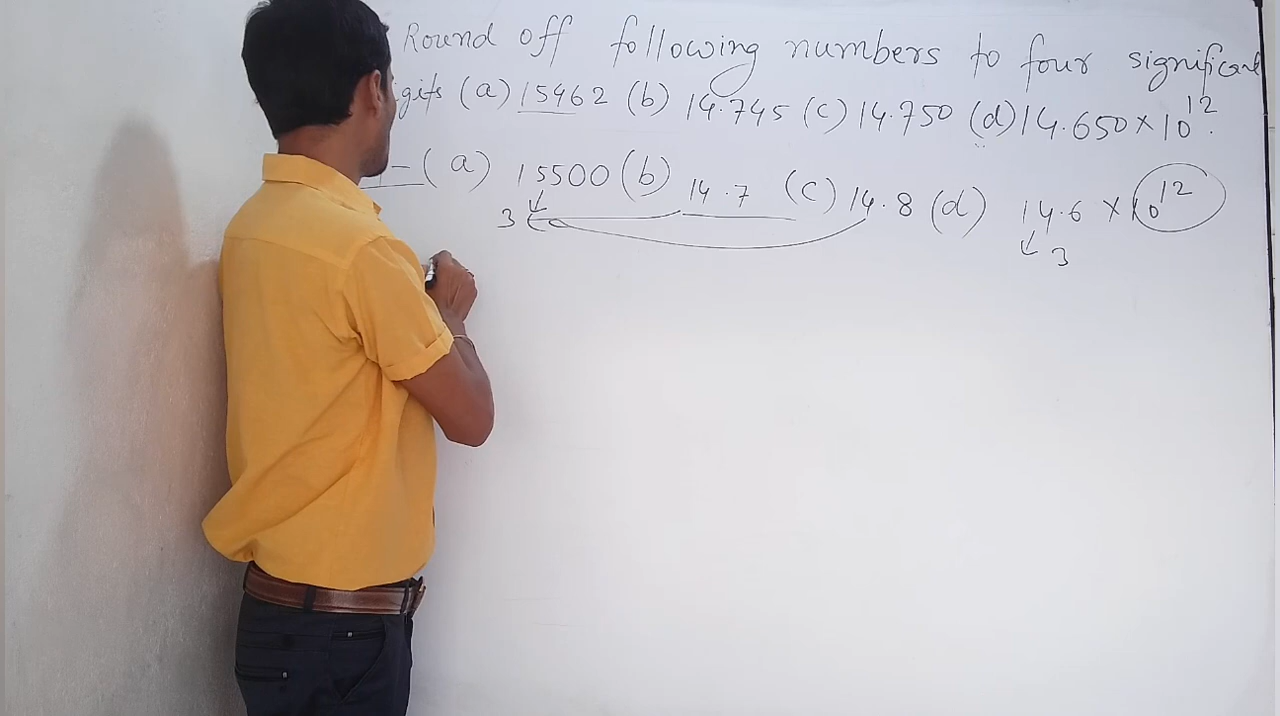 Round off following numbers to four significant
igits (a) 15462 (b) 14.745 (c) 14.750 (d) 14.650×10¹².
- (a) 15500 (b) 14.7 (c) 14.8 (d) 14.6 × 10¹²
3 3